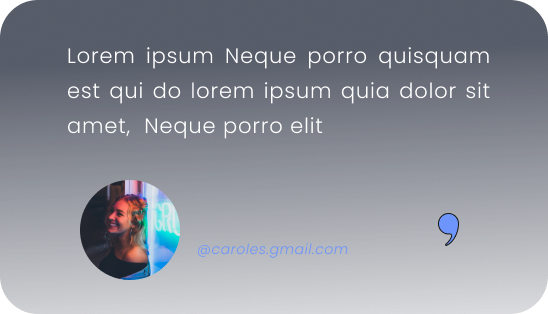 Lorem ipsum Neque porro quisquam
est qui do lorem ipsum quia dolor sit
amet, Neque porro elit
@caroles.gmail.com